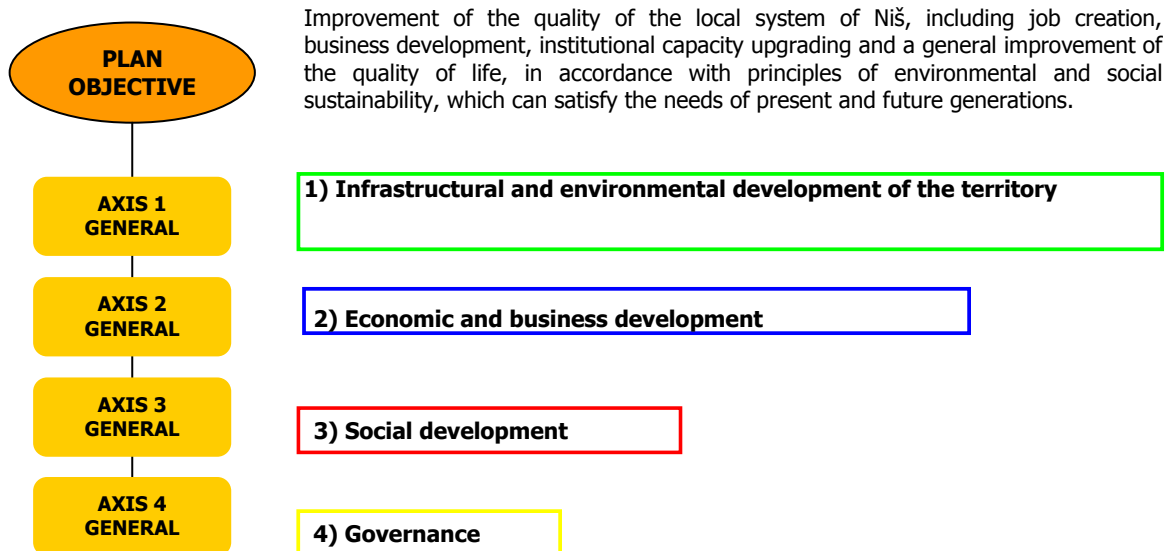 Improvement of the quality of the local system of Niš, including job creation,
business development, institutional capacity upgrading and a general improvement of
the quality of life, in accordance with principles of environmental and social
sustainability, which can satisfy the needs of present and future generations.
PLAN
OBJECTIVE
AXIS 1
GENERAL
1) Infrastructural and environmental development of the territory
AXIS 2
GENERAL
2) Economic and business development
AXIS 3
GENERAL
3) Social development
AXIS 4
GENERAL
4) Governance